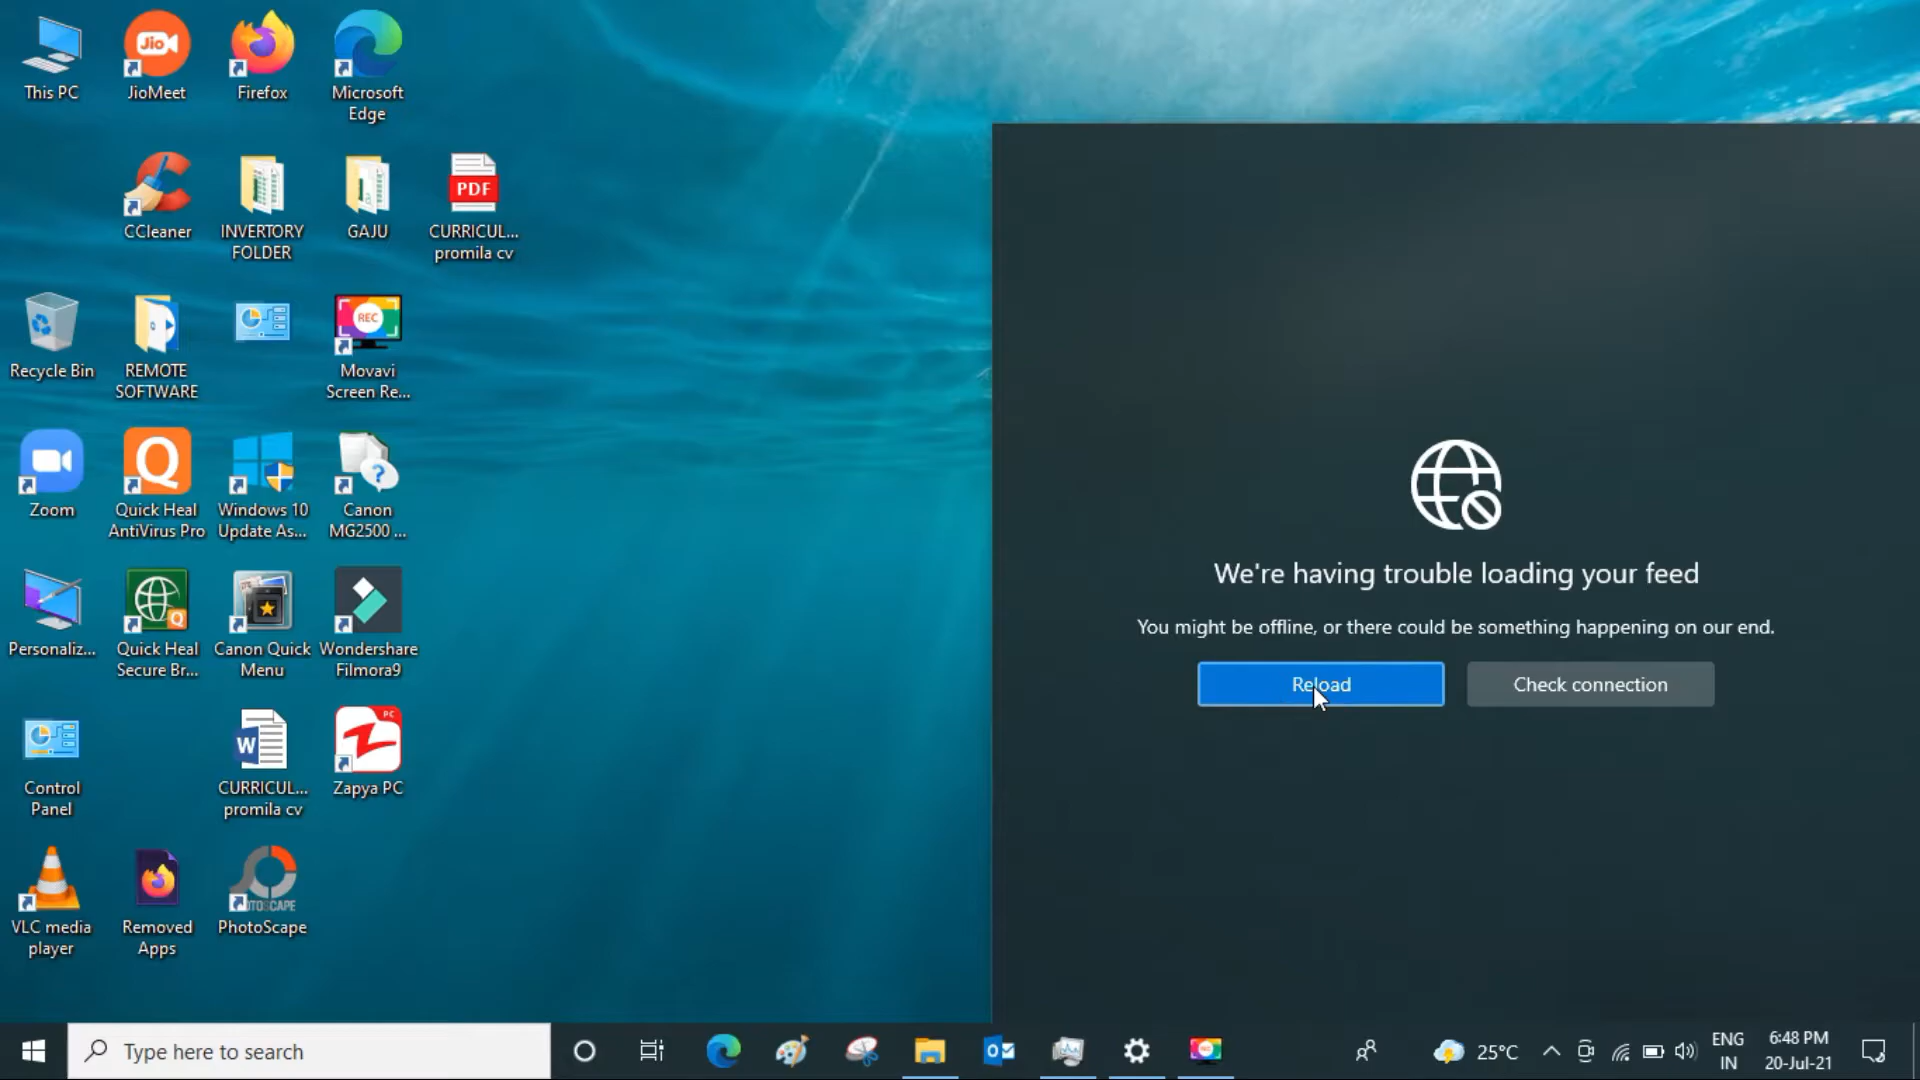 This PC
Jio
JioMeet
Firefox
Microsoft
Edge
CCleaner
INVERTORY
FOLDER
GAJU
PDF
CURRICUL...
promila cv
Recycle Bin
REMOTE
SOFTWARE
REC
Movavi
Screen Re...
Zoom
Q
Quick Heal
AntiVirus Pro
Windows 10
Update As...
Canon
MG2500 ...
Personaliz...
Q
Quick Heal
Secure Br...
Canon Quick
Menu
Wondershare
Filmora9
Control
Panel
W
CURRICUL...
promila cv
PC
Zapya PC
VLC media
player
Removed
Apps
PhotoScape
We're having trouble loading your feed
You might be offline, or there could be something happening on our end.
Reload
Check connection
Type here to search
25°C
ENG
IN
6:48 PM
20-Jul-21